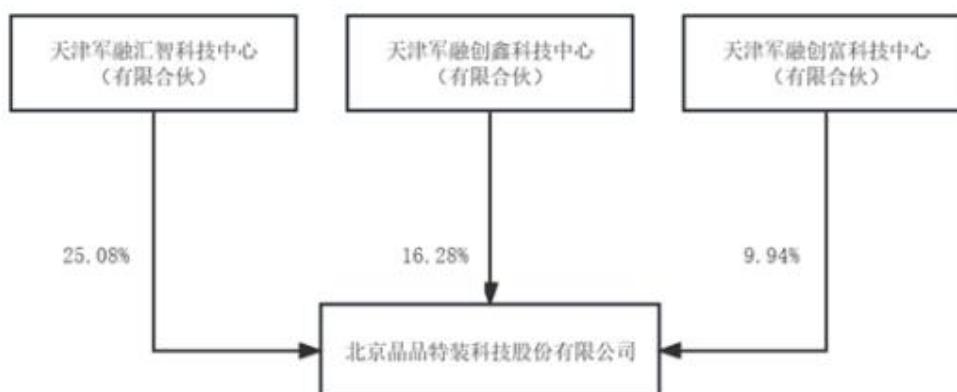 天津军融汇智科技中心
（有限合伙）
天津军融创鑫科技中心
（有限合伙）
天津军融创富科技中心
（有限合伙）
25.08%
16.28%
9.94%
北京晶品特装科技股份有限公司